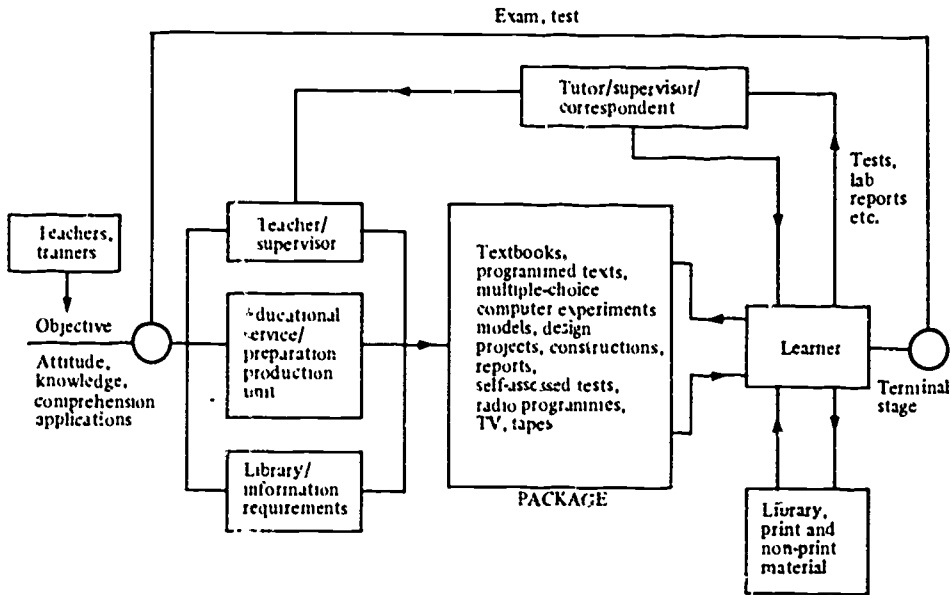 Exam, test
Tutor/supervisor/
correspondent
Tests,
lab
reports
etc.
Teachers,
trainers
Teacher/
supervisor
Objective
Attitude,
knowledge,
comprehension
applications
Educational
service/
preparation
production
unit
Library/
information
requirements
Textbooks,
programmed texts,
multiple-choice
computer experiments
models, design
projects, constructions,
reports,
self-assessed tests,
radio programmies,
TV, tapes
PACKAGE
Learner
Terminal
stage
Library,
print and
non-print
material